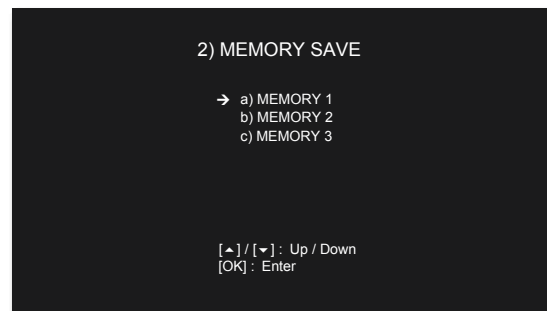 2) MEMORY SAVE
➔ a) MEMORY 1
b) MEMORY 2
c) MEMORY 3
[▲] / [▼] : Up / Down
[OK] : Enter